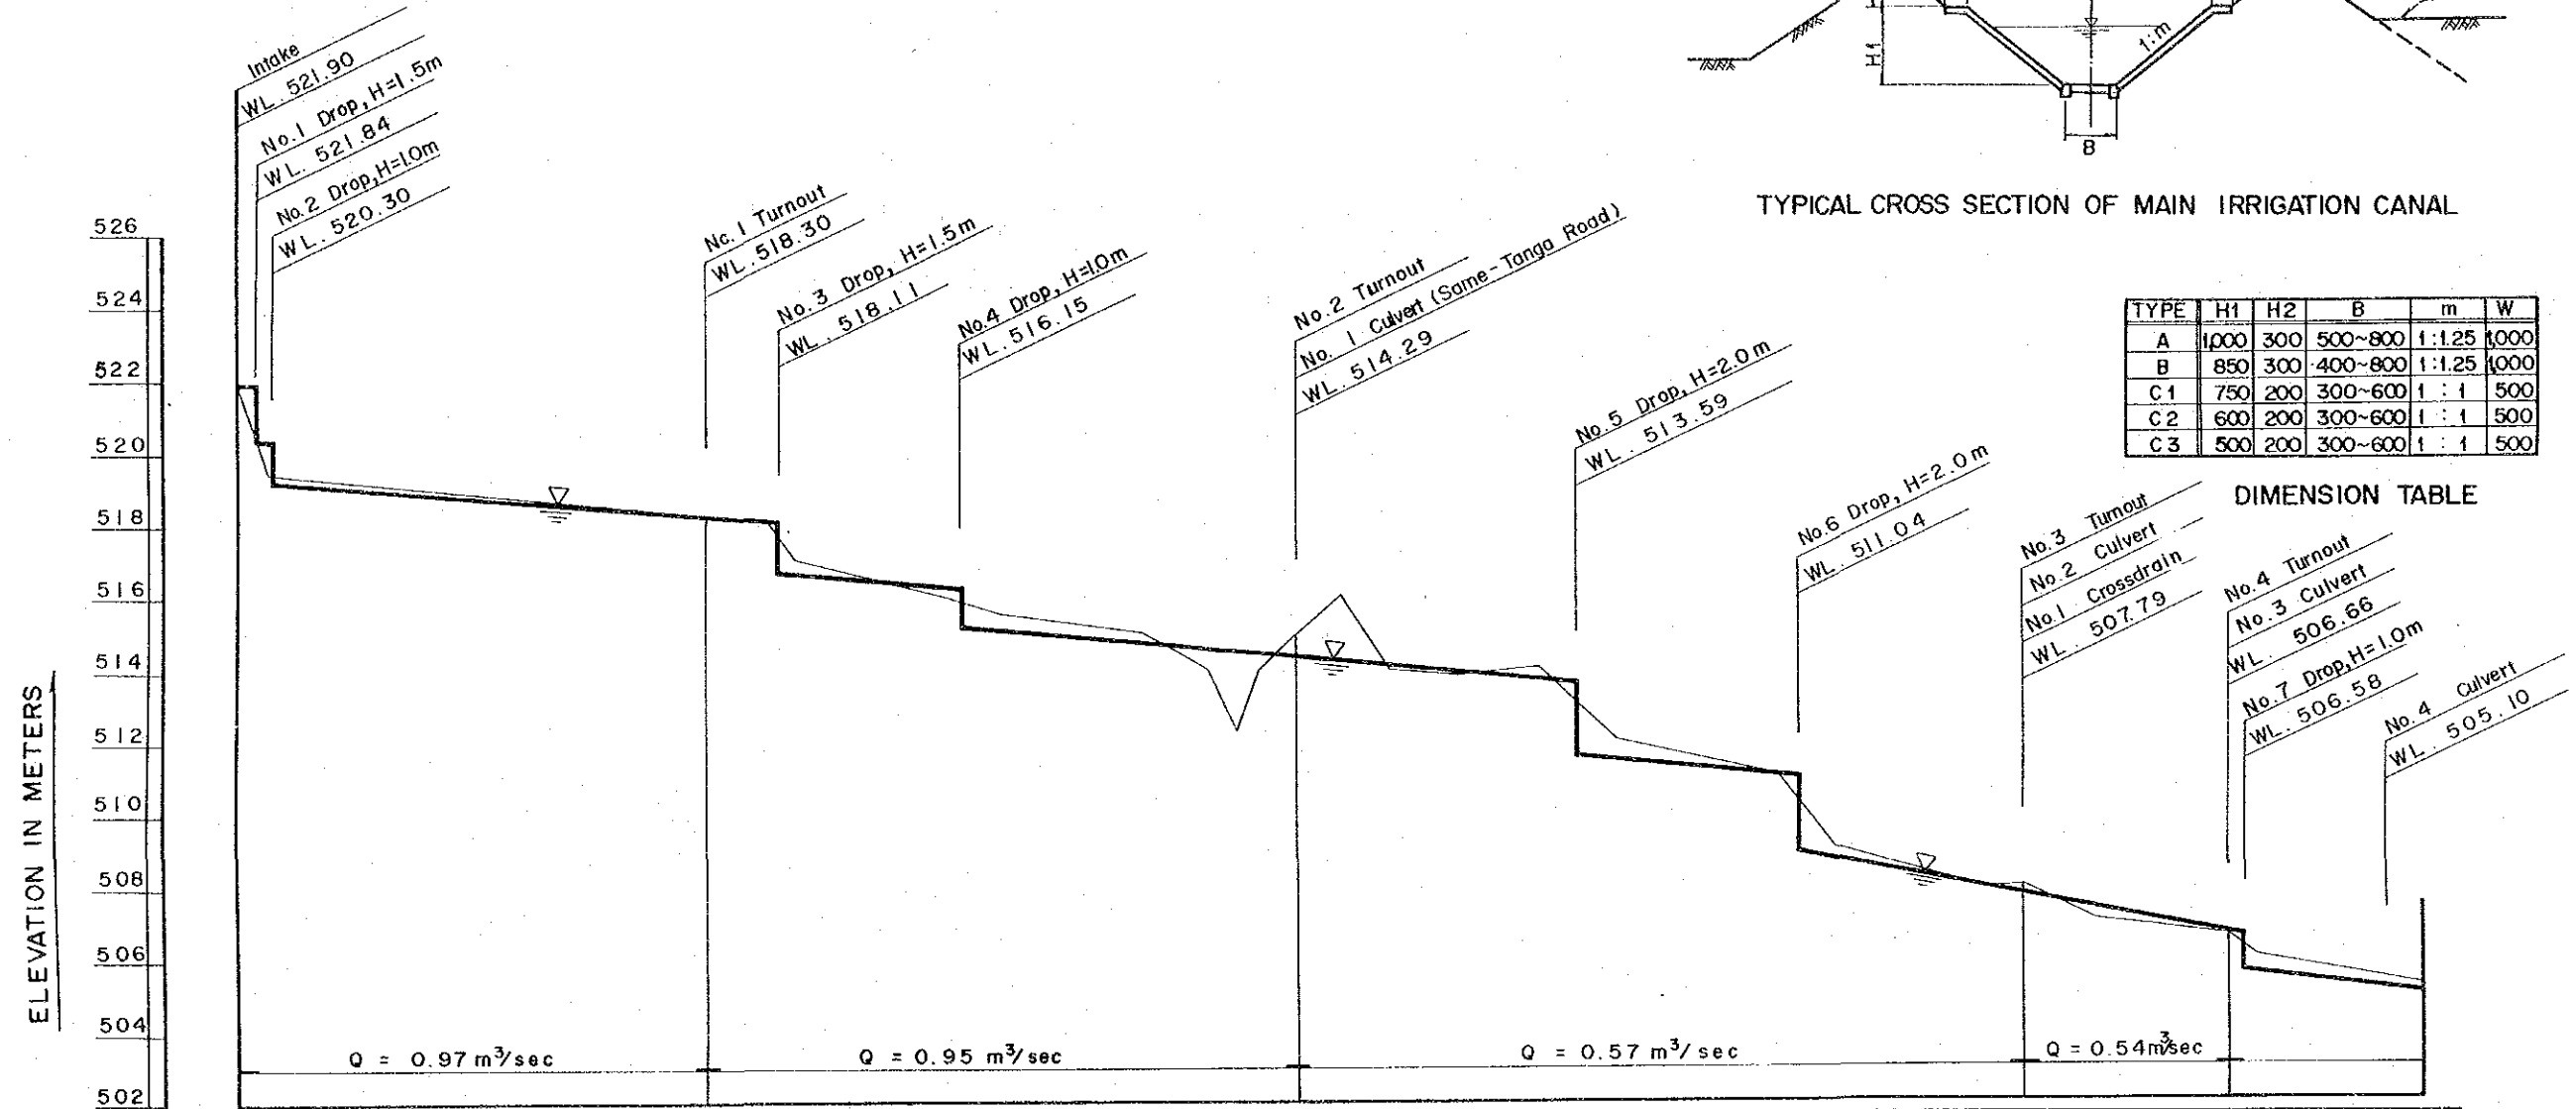 Intake
WL. 521.90
No.1 Drop, H=1.5m
WL. 521.84
No.2 Drop, H=1.0m
WL. 520.30
Nc. 1 Turnout
WL. 518.30
No. 3 Drop, H=1.5m
WL. 518.11
No.4 Drop, H=1.0m
WL. 516.15
No.2 Turnout
No. 1 Culvert (Same-Tanga Road)
WL. 514.29
No.5 Drop, H=2.0m
WL. 513.59
No.6 Drop, H=2.0m
WL. 511.04
No.3 Turnout
No.2 Culvert
No.1 Crossdrain
WL. 507.79
No.4 Turnout
No.3 Culvert
WL. 506.66
No.7 Drop, H=1.0m
WL. 506.58
No.4 Culvert
WL. 505.10
H1
1:m
B
TYPICAL CROSS SECTION OF MAIN IRRIGATION CANAL
TYPE H1 H2 B m W
A 1,000 300 500~800 1:1.25 1,000
B 850 300 400~800 1:1.25 1,000
C1 750 200 300~600 1:1 500
C2 600 200 300~600 1:1 500
C3 500 200 300~600 1:1 500
DIMENSION TABLE
ELEVATION IN METERS
526
524
522
520
518
516
514
512
510
508
506
504
502
Q = 0.97 m³/sec
Q = 0.95 m³/sec
Q = 0.57 m³/sec
Q = 0.54m³/sec